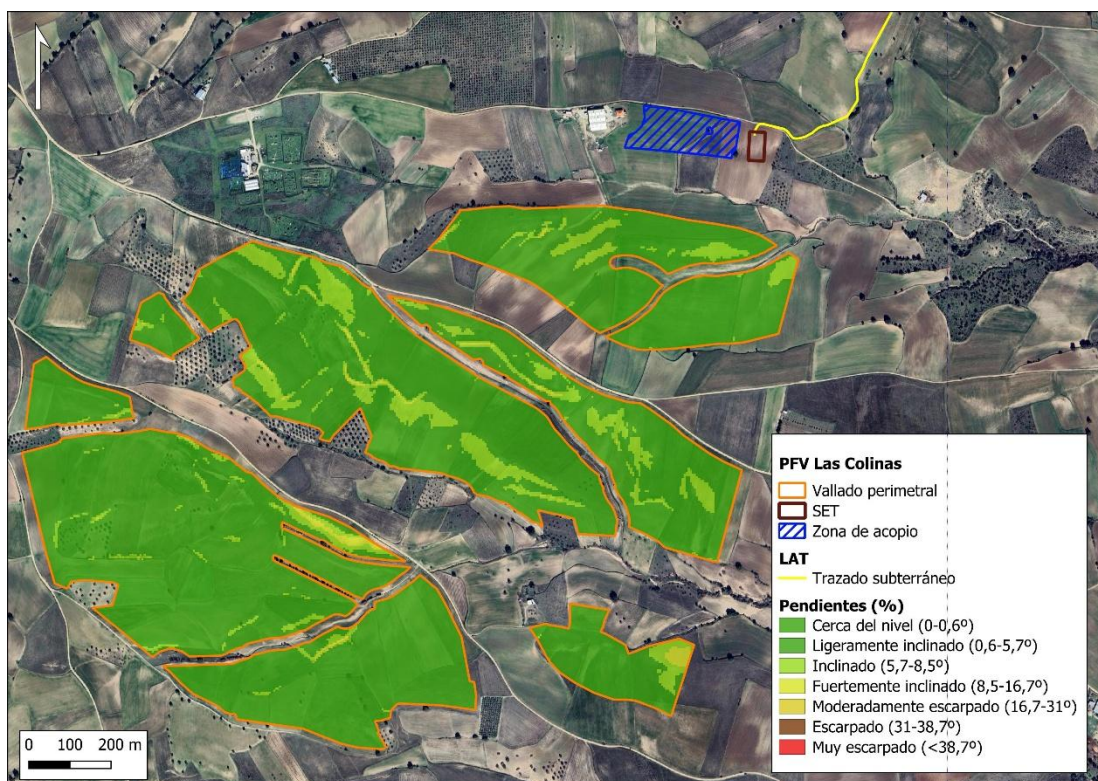 PFV Las Colinas
Vallado perimetral
SET
Zona de acopio
LAT
Trazado subterráneo
Pendientes (%)
Cerca del nivel (0-0,6º)
Ligeramente inclinado (0,6-5,7º)
Inclinado (5,7-8,5º)
Fuertemente inclinado (8,5-16,7º)
Moderadamente escarpado (16,7-31º)
Escarpado (31-38,7º)
Muy escarpado (<38,7º)
0 100 200 m